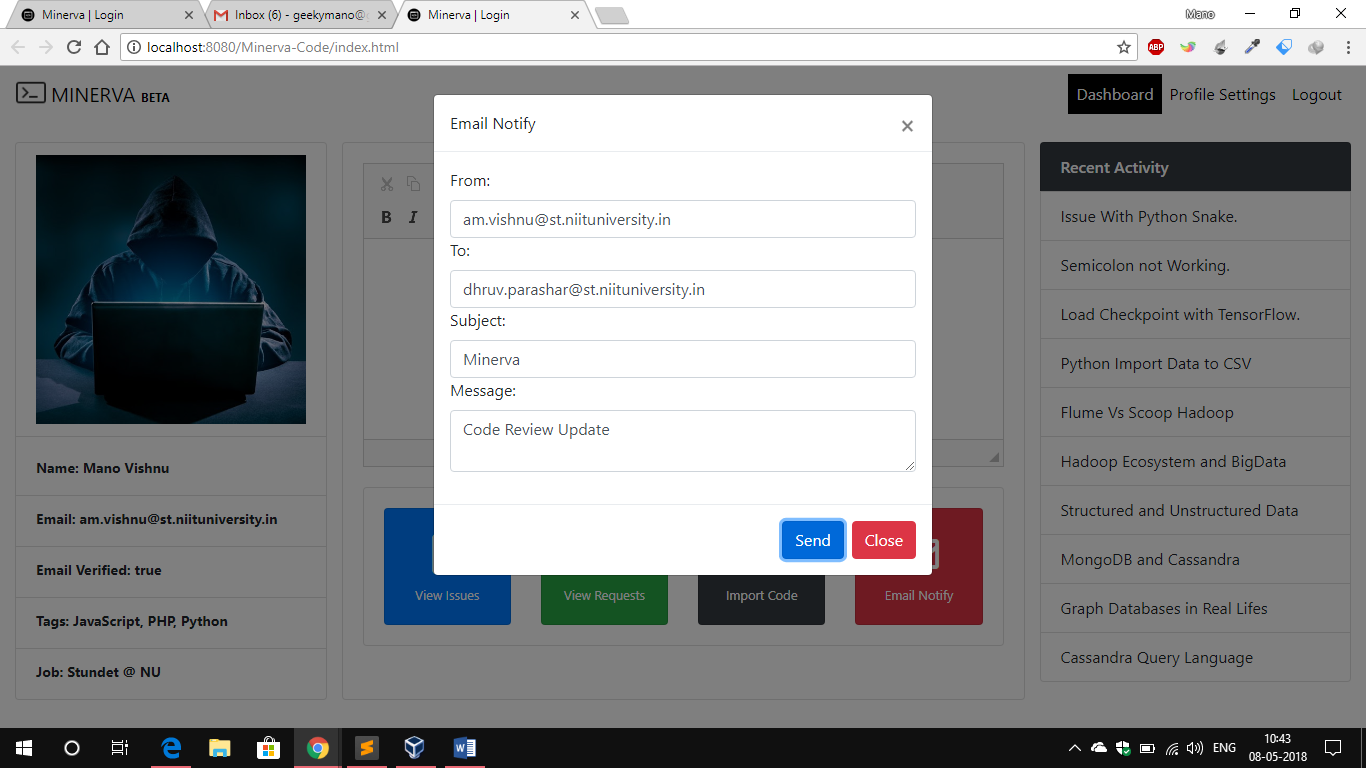 Minerva | Login
Inbox (6) - geekymano@g
Minerva | Login
Mano
localhost:8080/Minerva-Code/index.html
ABP
MINERVA BETA
Dashboard Profile Settings Logout
Email Notify
From:
am.vishnu@st.niituniversity.in
To:
dhruv.parashar@st.niituniversity.in
Subject:
Minerva
Message:
Code Review Update
Send Close
B I
Name: Mano Vishnu
Email: am.vishnu@st.niituniversity.in
Email Verified: true
Tags: JavaScript, PHP, Python
Job: Stundet @ NU
View Issues View Requests Import Code Email Notify
Recent Activity
Issue With Python Snake.
Semicolon not Working.
Load Checkpoint with TensorFlow.
Python Import Data to CSV
Flume Vs Scoop Hadoop
Hadoop Ecosystem and BigData
Structured and Unstructured Data
MongoDB and Cassandra
Graph Databases in Real Lifes
Cassandra Query Language
ENG
10:43
08-05-2018